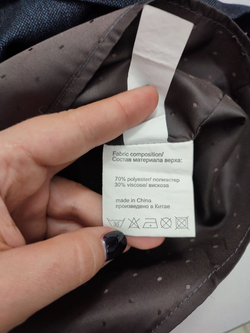 Fabric composition/
Состав материала верха:
70% polyester/ полиэстер
30% viscose/ вискоза
made in China
произведено в Китае